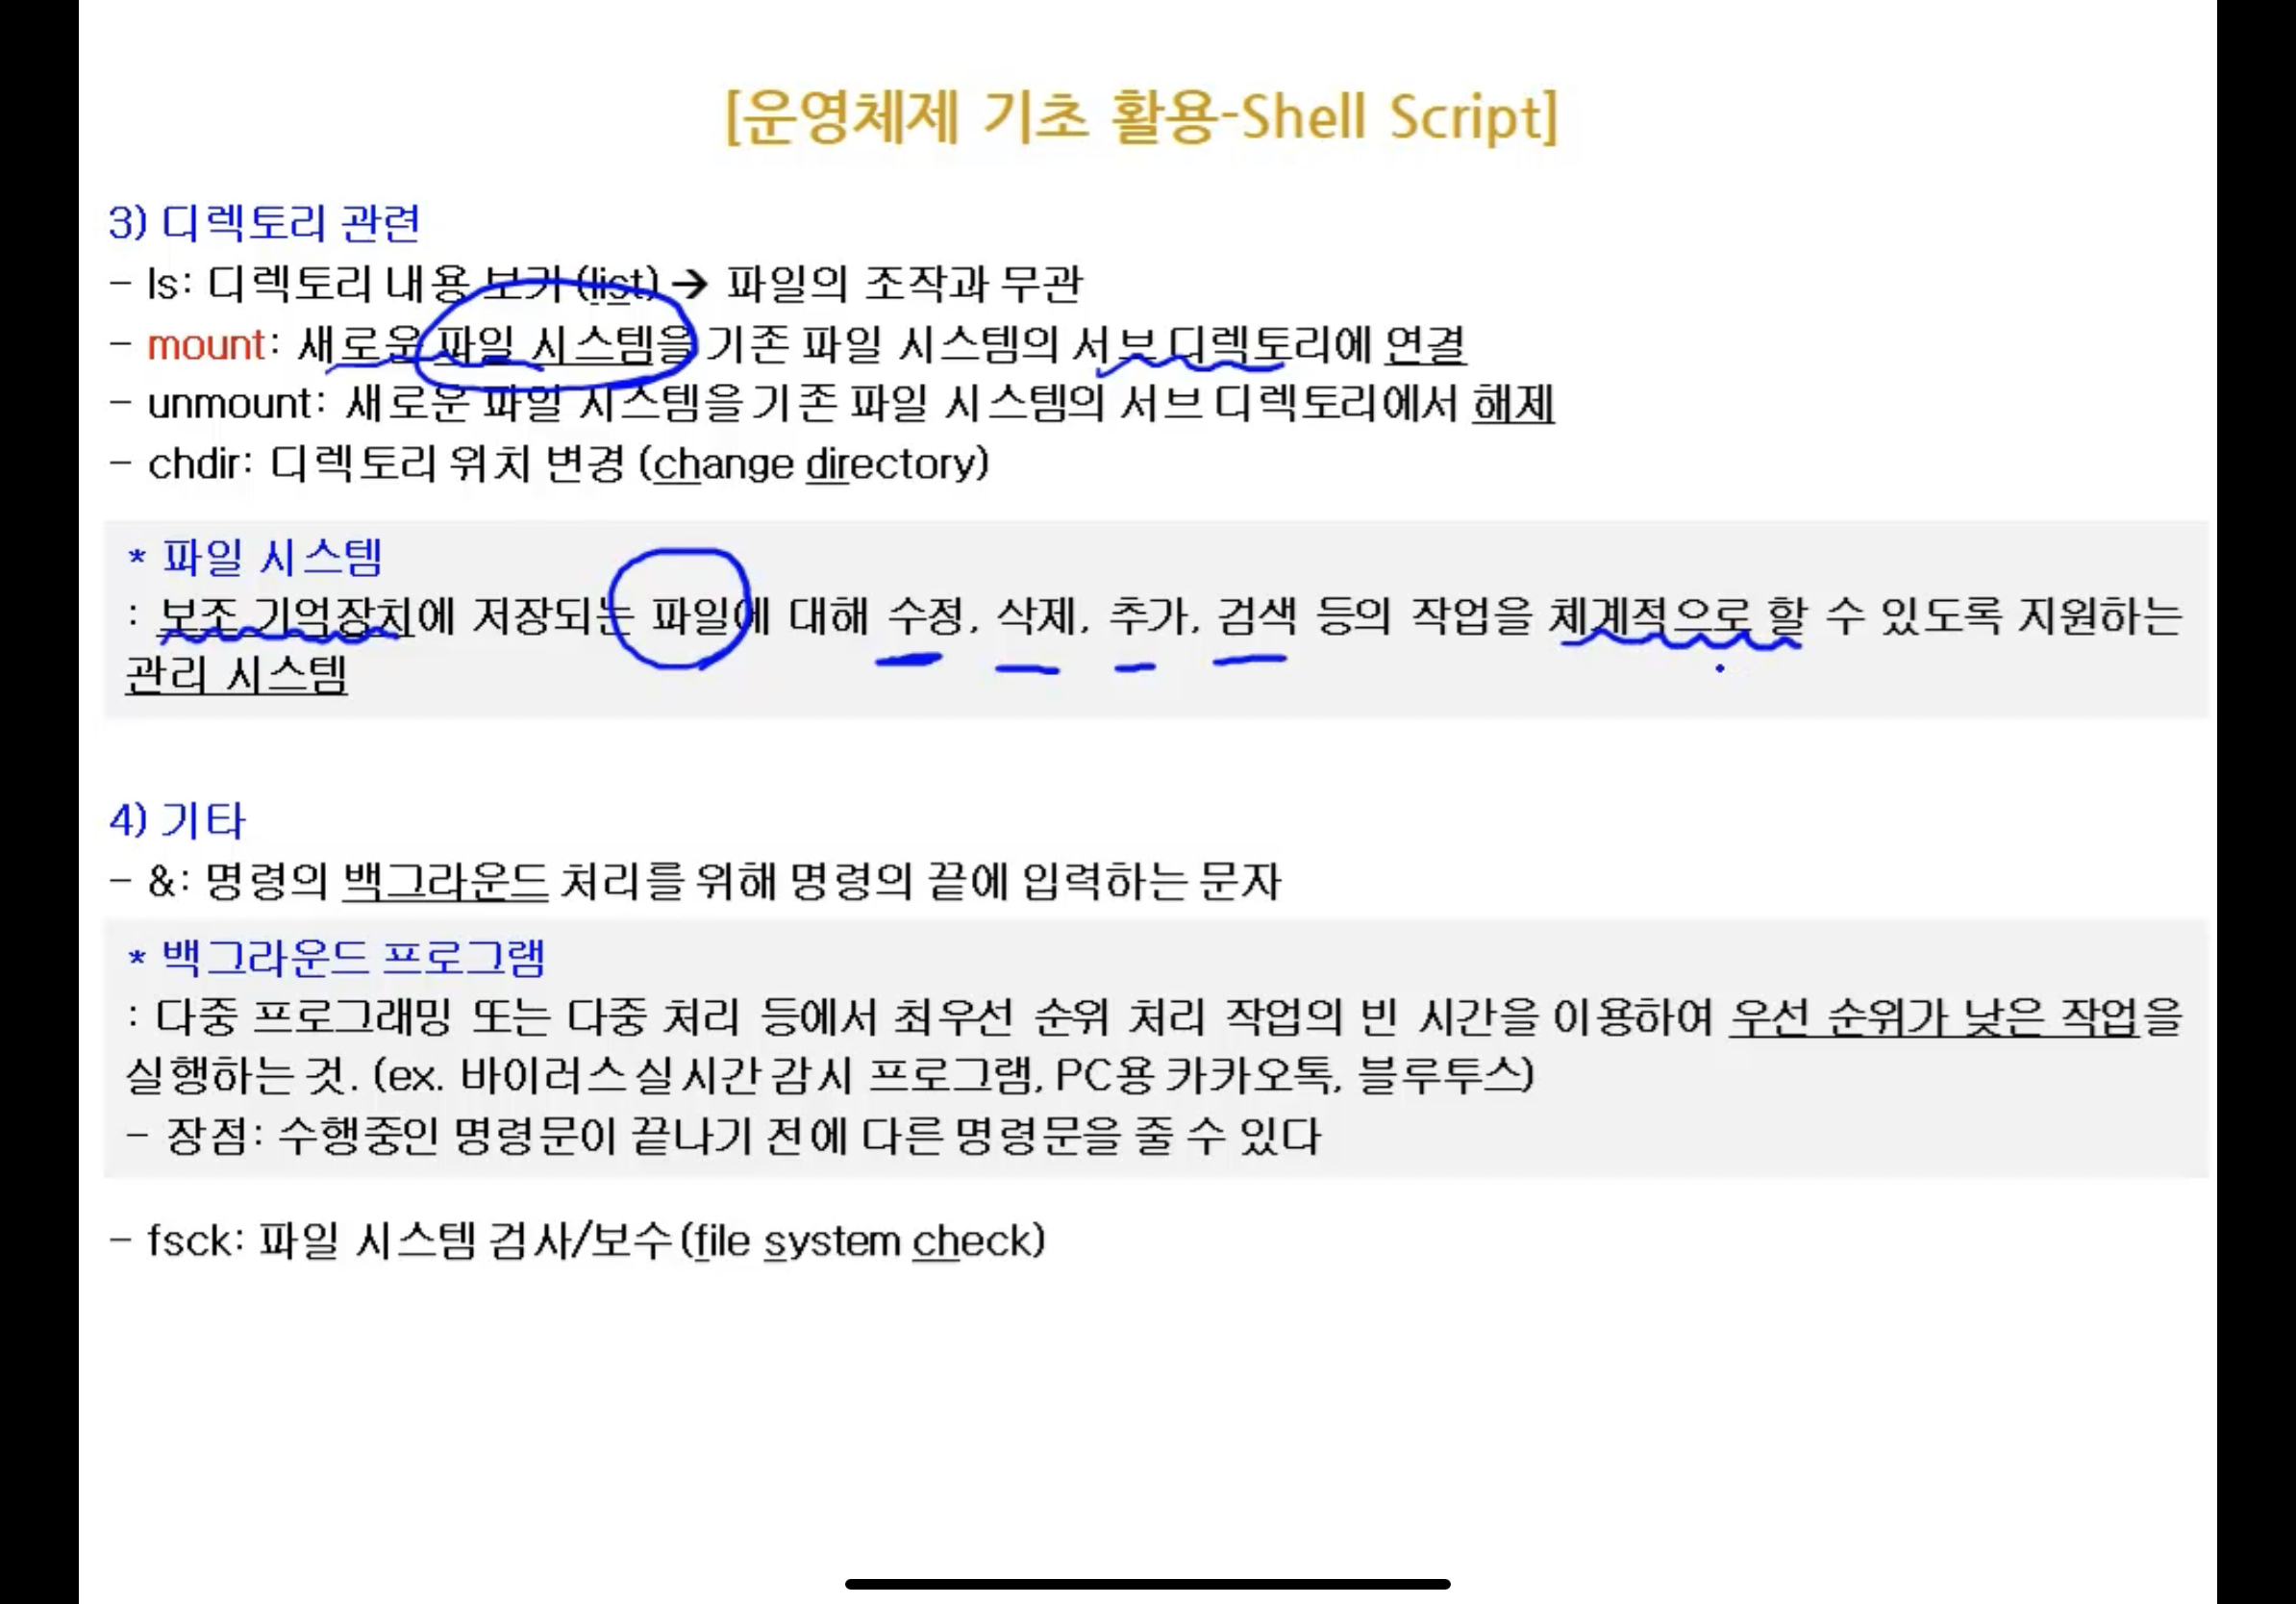 [운영체제 기초 활용-Shell Script]
3) 디렉토리 관련
- ls: 디렉토리 내용 보기 (list) → 파일의 조작과 무관
- mount: 새로운 파일 시스템을 기존 파일 시스템의 서브 디렉토리에 연결
- unmount: 새로운 파일 시스템을 기존 파일 시스템의 서브 디렉토리에서 해제
- chdir: 디렉토리 위치 변경 (change directory)
* 파일 시스템
: 보조 기억장치에 저장되는 파일에 대해 수정, 삭제, 추가, 검색 등의 작업을 체계적으로 할 수 있도록 지원하는
관리 시스템
4) 기타
- &: 명령의 백그라운드 처리를 위해 명령의 끝에 입력하는 문자
* 백그라운드 프로그램
: 다중 프로그래밍 또는 다중 처리 등에서 최우선 순위 처리 작업의 빈 시간을 이용하여 우선 순위가 낮은 작업을
실행하는 것. (ex. 바이러스 실시간 감시 프로그램, PC용 카카오톡, 블루투스)
- 장점: 수행중인 명령문이 끝나기 전에 다른 명령문을 줄 수 있다
- fsck: 파일 시스템 검사/보수 (file system check)